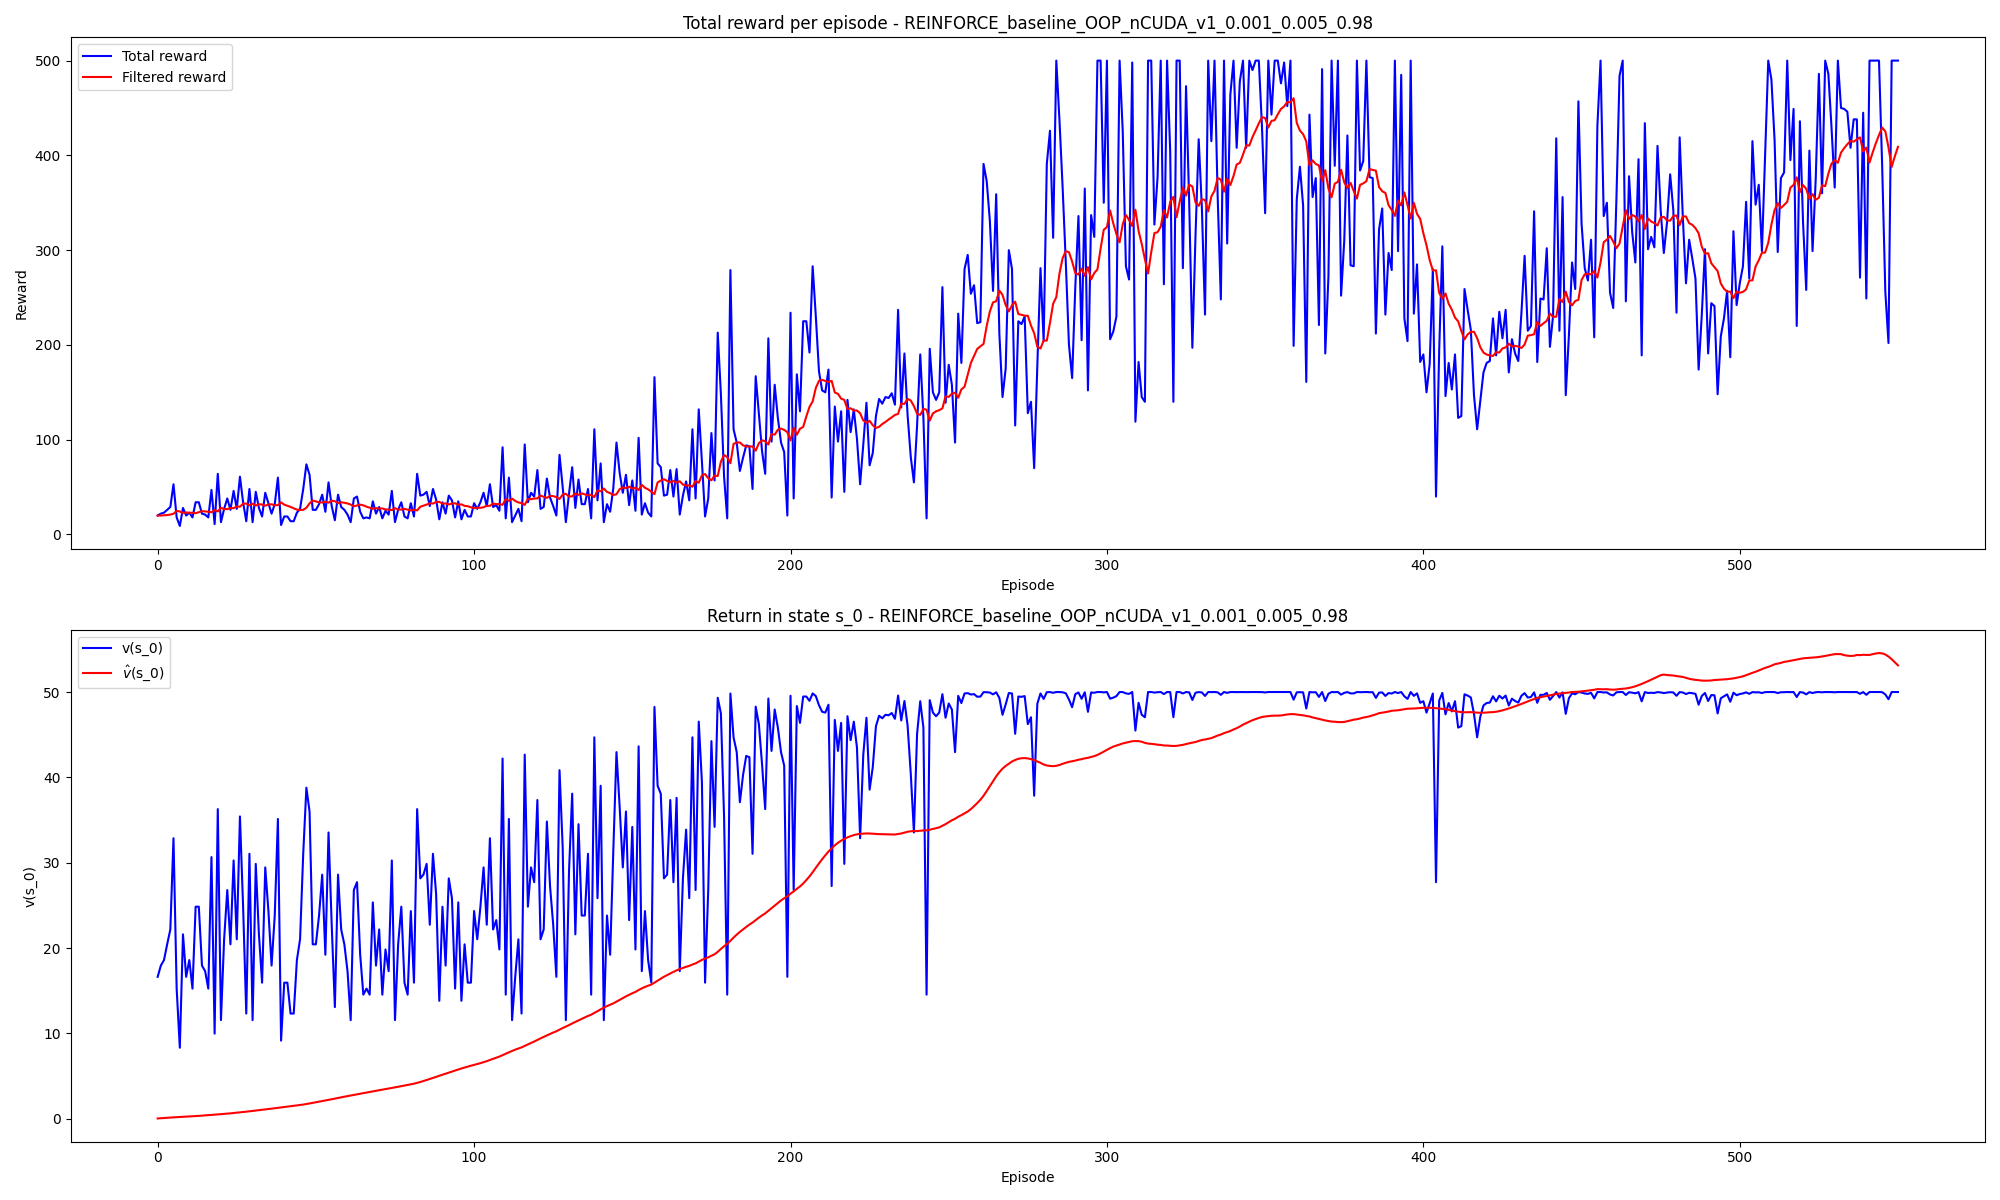 Total reward per episode - REINFORCE_baseline_OOP_nCUDA_v1_0.001_0.005_0.98
Total reward
Filtered reward
Reward
500
400
300
200
100
0
0 100 200 300 400 500
Episode
Return in state s_0 - REINFORCE_baseline_OOP_nCUDA_v1_0.001_0.005_0.98
v(s_0)
v̂(s_0)
v(s_0)
50
40
30
20
10
0
0 100 200 300 400 500
Episode